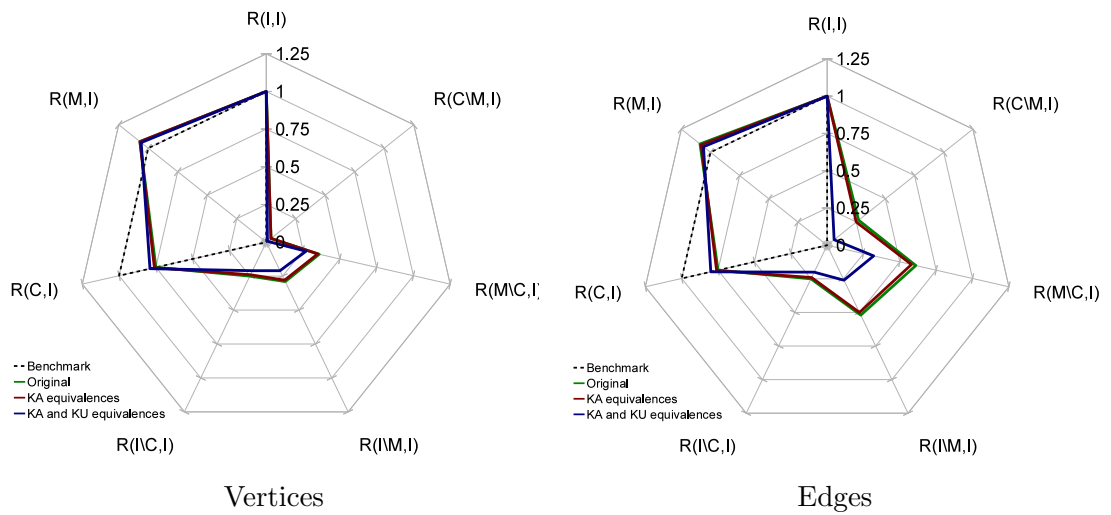 R(I,I)
1.25
1
0.75
0.5
0.25
0
R(C\M,I)
R(M\C,I)
R(I\M,I)
R(I\C,I)
R(C,I)
R(M,I)
Benchmark
Original
KA equivalences
KA and KU equivalences
Vertices
R(I,I)
1.25
1
0.75
0.5
0.25
0
R(C\M,I)
R(M\C,I)
R(I\M,I)
R(I\C,I)
R(C,I)
R(M,I)
Benchmark
Original
KA equivalences
KA and KU equivalences
Edges